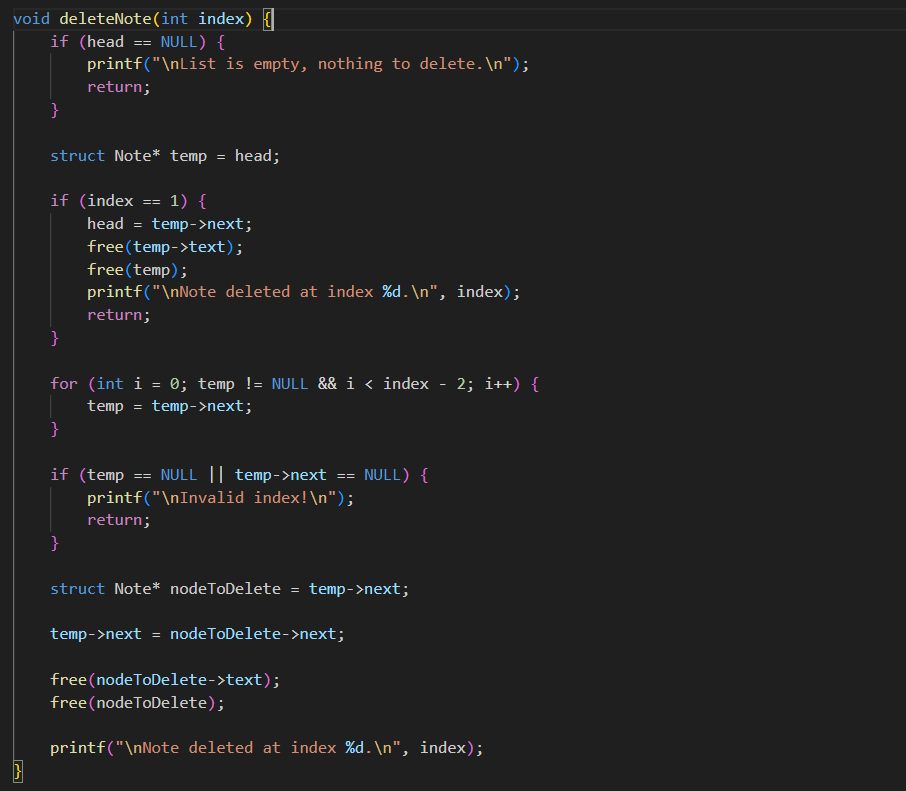 void deleteNote(int index) {
    if (head == NULL) {
        printf("\nList is empty, nothing to delete.\n");
        return;
    }

    struct Note* temp = head;

    if (index == 1) {
        head = temp->next;
        free(temp->text);
        free(temp);
        printf("\nNote deleted at index %d.\n", index);
        return;
    }

    for (int i = 0; temp != NULL && i < index - 2; i++) {
        temp = temp->next;
    }

    if (temp == NULL || temp->next == NULL) {
        printf("\nInvalid index!\n");
        return;
    }

    struct Note* nodeToDelete = temp->next;

    temp->next = nodeToDelete->next;

    free(nodeToDelete->text);
    free(nodeToDelete);

    printf("\nNote deleted at index %d.\n", index);
}